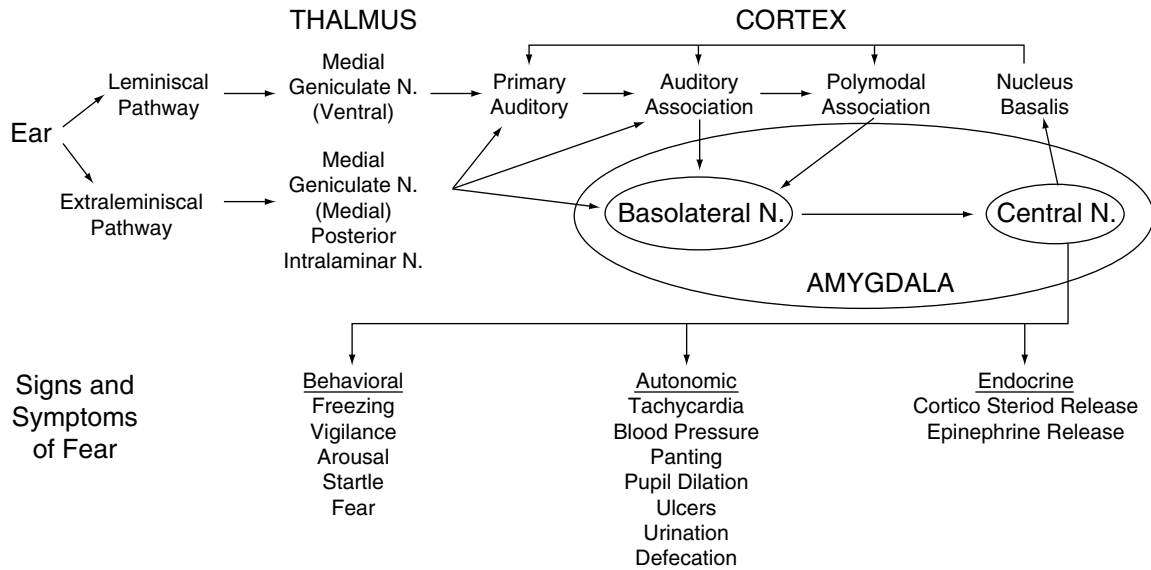 THALMUS
CORTEX
Ear
Leminiscal
Pathway
Medial
Geniculate N.
(Ventral)
Primary
Auditory
Auditory
Association
Polymodal
Association
Nucleus
Basalis
Extraleminiscal
Pathway
Medial
Geniculate N.
(Medial)
Posterior
Intralaminar N.
Basolateral N.
Central N.
AMYGDALA
Signs and
Symptoms
of Fear
Behavioral
Freezing
Vigilance
Arousal
Startle
Fear
Autonomic
Tachycardia
Blood Pressure
Panting
Pupil Dilation
Ulcers
Urination
Defecation
Endocrine
Cortico Steriod Release
Epinephrine Release